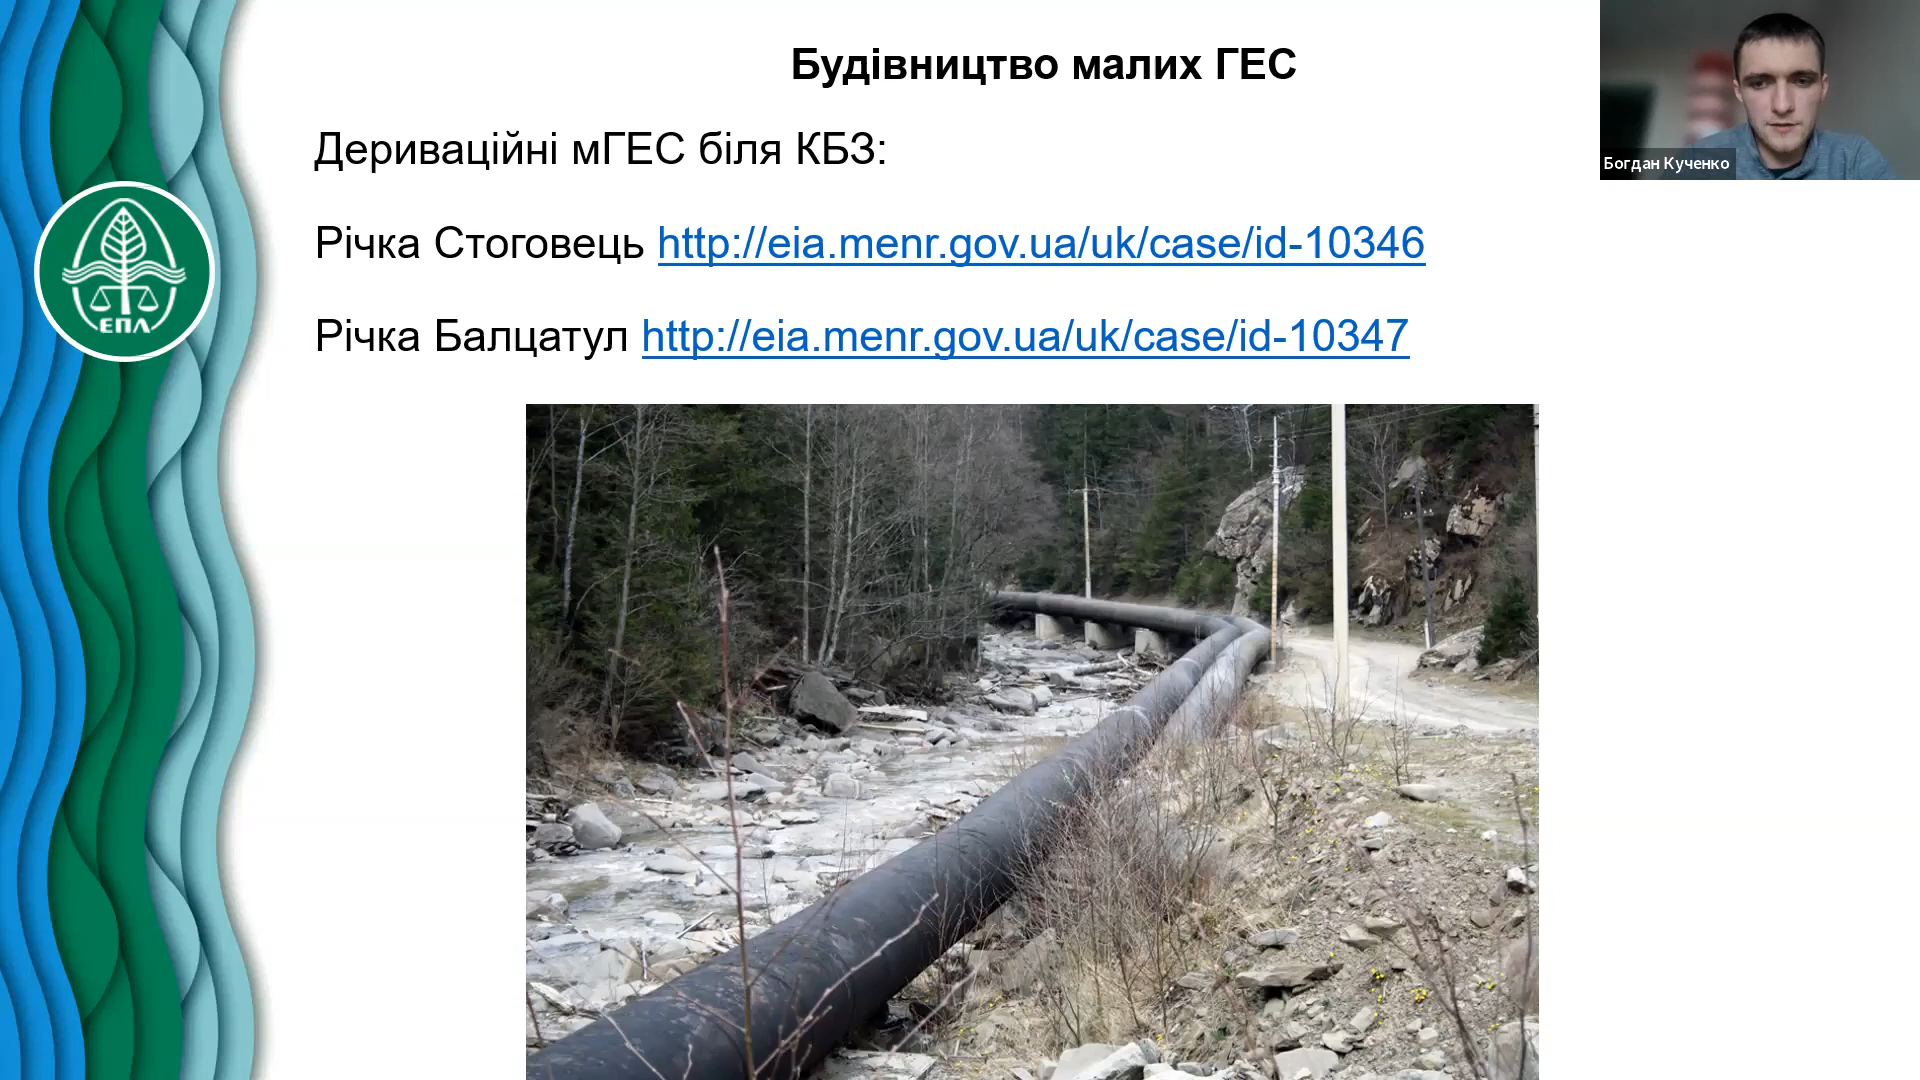 Будівництво малих ГЕС
Дериваційні мГЕС біля КБЗ:
Річка Стоговець http://eia.menr.gov.ua/uk/case/id-10346
Річка Балцатул http://eia.menr.gov.ua/uk/case/id-10347
Богдан Кученко
ЕПЛ